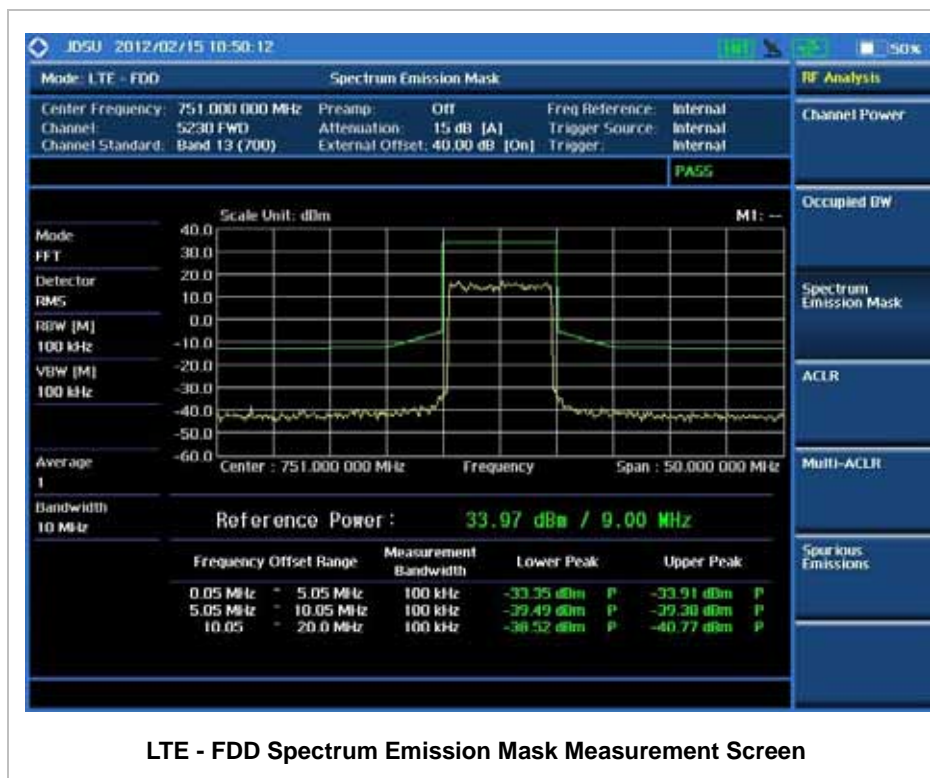 JDSU 2012/02/15 10:50:12
50%
Mode: LTE - FDD Spectrum Emission Mask
RF Analysis
Center Frequency: 751.000 000 MHz Preamp: Off Freq Reference: Internal
Channel: 5230 FWD Attenuation: 15 dB [A] Trigger Source: Internal
Channel Standard: Band 13 (700) External Offset: 40.00 dB [On] Trigger: Internal
PASS
Channel Power
Occupied BW
Spectrum
Emission Mask
ACLR
Multi-ACLR
Spurious
Emissions
Scale Unit: dBm M1: --
Mode
FFT
Detector
RMS
RBW [M]
100 kHz
VBW [M]
100 kHz
Average
1
Bandwidth
10 MHz
40.0
30.0
20.0
10.0
0.0
-10.0
-20.0
-30.0
-40.0
-50.0
-60.0
Center : 751.000 000 MHz Frequency Span : 50.000 000 MHz
Reference Power: 33.97 dBm / 9.00 MHz
Frequency Offset Range Measurement Bandwidth Lower Peak Upper Peak
0.05 MHz ~ 5.05 MHz 100 kHz -33.35 dBm P -33.91 dBm P
5.05 MHz ~ 10.05 MHz 100 kHz -39.49 dBm P -39.30 dBm P
10.05 ~ 20.0 MHz 100 kHz -38.52 dBm P -40.77 dBm P
LTE - FDD Spectrum Emission Mask Measurement Screen